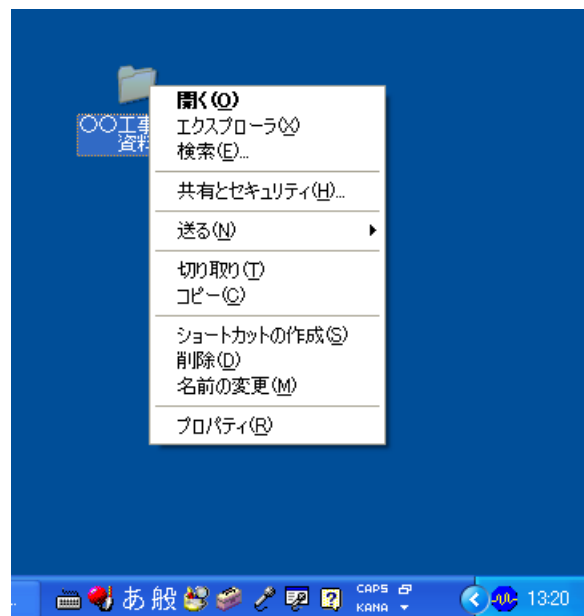 〇〇工事
資料
開く(O)
エクスプローラ(X)
検索(E)...
共有とセキュリティ(H)...
送る(N)
切り取り(T)
コピー(C)
ショートカットの作成(S)
削除(D)
名前の変更(M)
プロパティ(R)
あ 般 CAPS
KANA
13:20